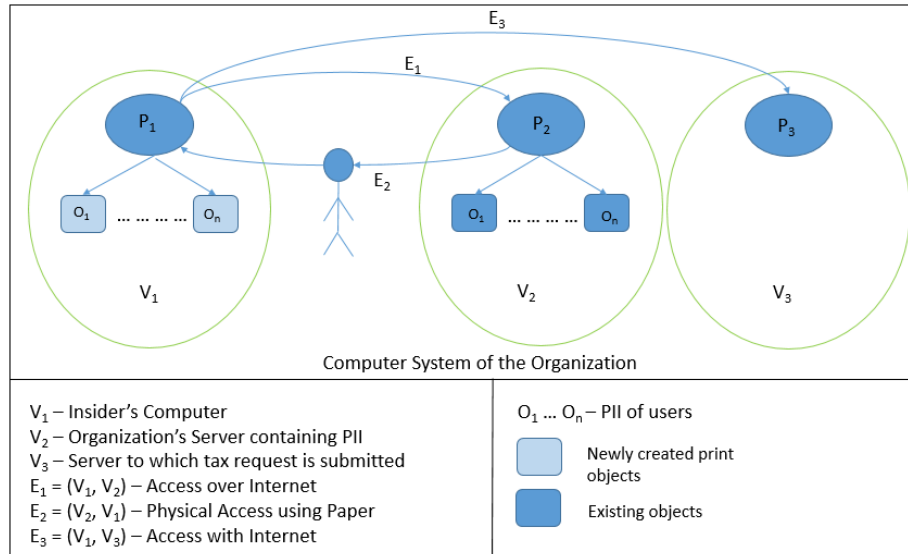 E₃
E₁
P₁
P₂
P₃
E₂
O₁ ... ... ... ... Oₙ
O₁ ... ... ... ... Oₙ
V₁
V₂
V₃
Computer System of the Organization
V₁ – Insider's Computer
V₂ – Organization's Server containing PII
V₃ – Server to which tax request is submitted
E₁ = (V₁, V₂) – Access over Internet
E₂ = (V₂, V₁) – Physical Access using Paper
E₃ = (V₁, V₃) – Access with Internet
O₁ ... Oₙ – PII of users
Newly created print
objects
Existing objects